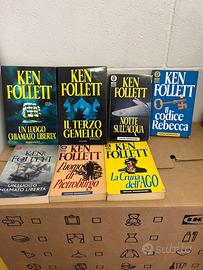 KEN
FOLLETT
UN LUOGO
CHIAMATO LIBERTÀ
KEN
FOLLETT
IL TERZO
GEMELLO
KEN
FOLLETT
NOTTE
SULL'ACQUA
KEN
FOLLETT
Il codice
Rebecca
KEN
FOLLETT
UN LUOGO
CHIAMATO LIBERTÀ
KEN
FOLLETT
l'uomo di
Pietroburgo
KEN
FOLLETT
La Cruna
dell'AGO
subito